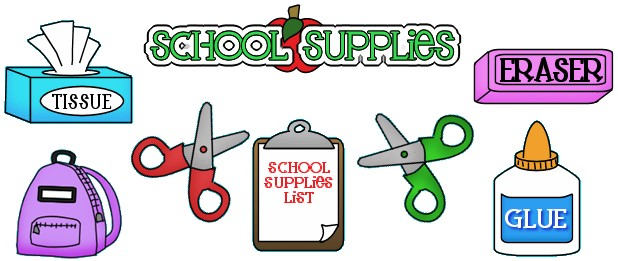 SCHOOL SUPPLIES
TISSUE
ERASER
SCHOOL
SUPPLIES
LIST
GLUE